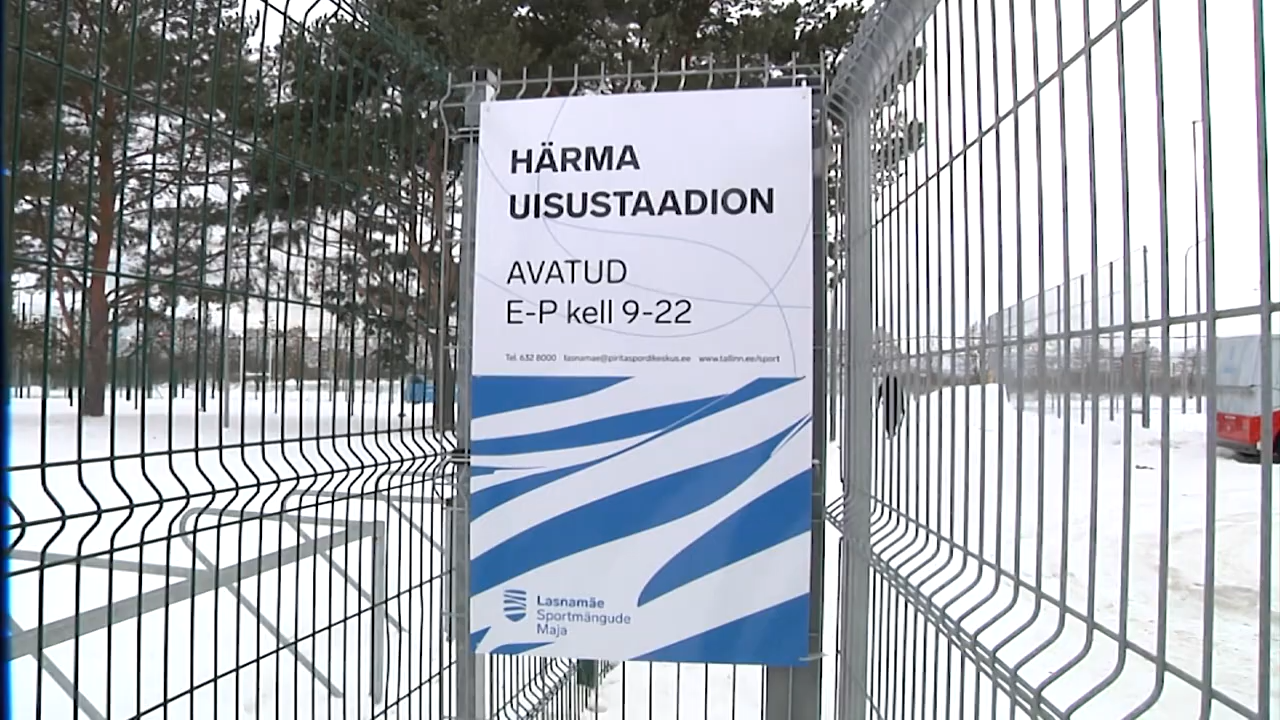 HÄRMA
UISUSTAADION
AVATUD
E-P kell 9-22
Tel. 632 8000 lasnamae@piritaspordikeskus.ee www.tallinn.ee/sport
Lasnamäe
Sportmängude
Maja